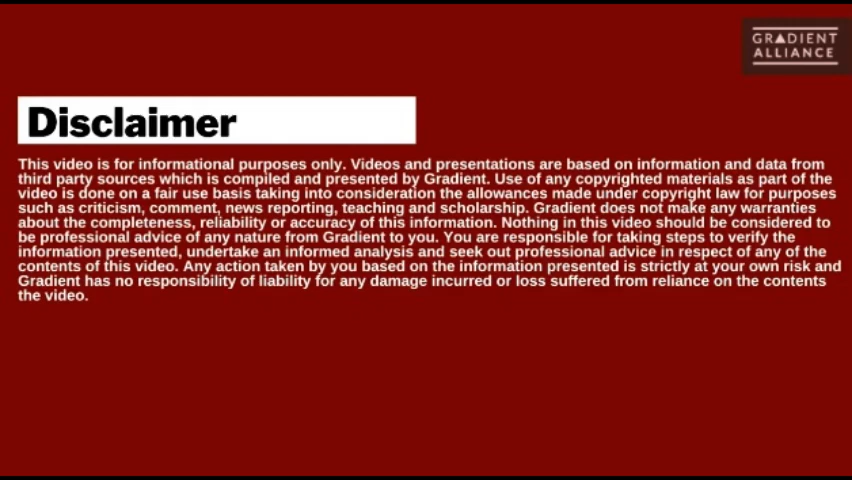 GRADIENT
ALLIANCE
Disclaimer
This video is for informational purposes only. Videos and presentations are based on information and data from
third party sources which is compiled and presented by Gradient. Use of any copyrighted materials as part of the
video is done on a fair use basis taking into consideration the allowances made under copyright law for purposes
such as criticism, comment, news reporting, teaching and scholarship. Gradient does not make any warranties
about the completeness, reliability or accuracy of this information. Nothing in this video should be considered to
be professional advice of any nature from Gradient to you. You are responsible for taking steps to verify the
information presented, undertake an informed analysis and seek out professional advice in respect of any of the
contents of this video. Any action taken by you based on the information presented is strictly at your own risk and
Gradient has no responsibility of liability for any damage incurred or loss suffered from reliance on the contents
the video.